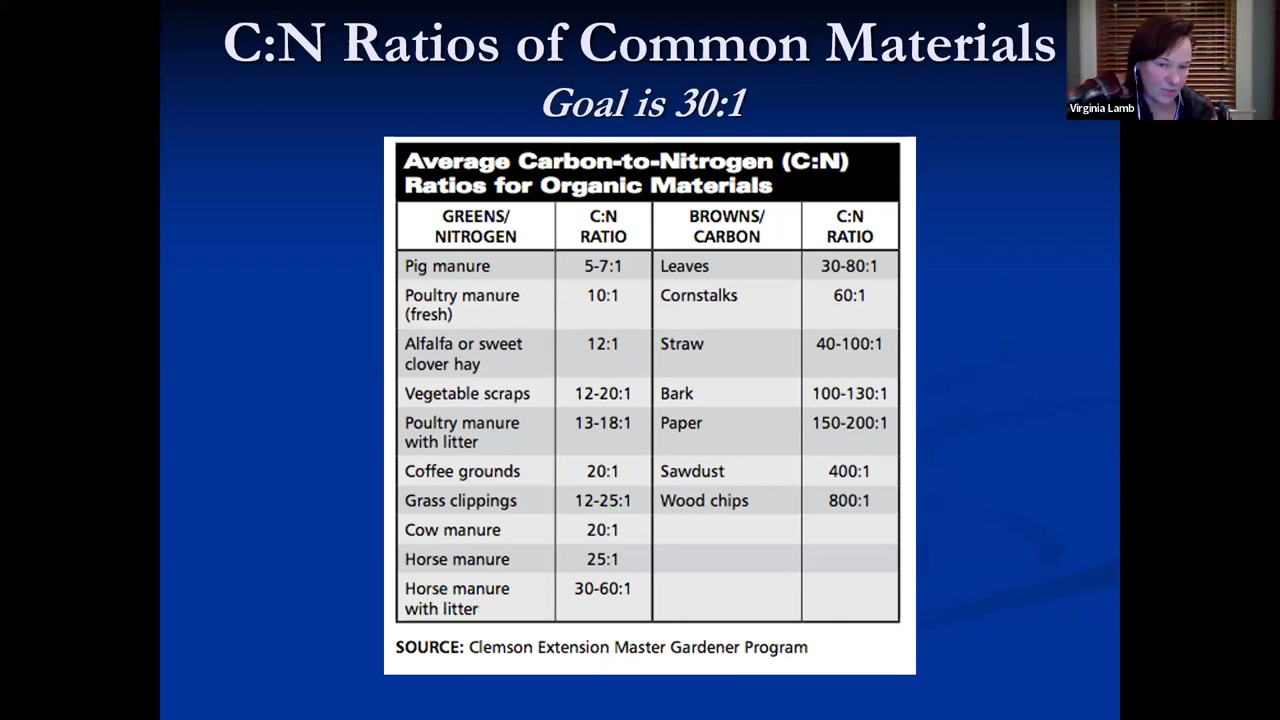 C:N Ratios of Common Materials
Goal is 30:1
Virginia Lamb
Average Carbon-to-Nitrogen (C:N)
Ratios for Organic Materials
GREENS/ C:N BROWNS/ C:N
NITROGEN RATIO CARBON RATIO
Pig manure 5-7:1 Leaves 30-80:1
Poultry manure 10:1 Cornstalks 60:1
(fresh)
Alfalfa or sweet 12:1 Straw 40-100:1
clover hay
Vegetable scraps 12-20:1 Bark 100-130:1
Poultry manure 13-18:1 Paper 150-200:1
with litter
Coffee grounds 20:1 Sawdust 400:1
Grass clippings 12-25:1 Wood chips 800:1
Cow manure 20:1
Horse manure 25:1
Horse manure 30-60:1
with litter
SOURCE: Clemson Extension Master Gardener Program